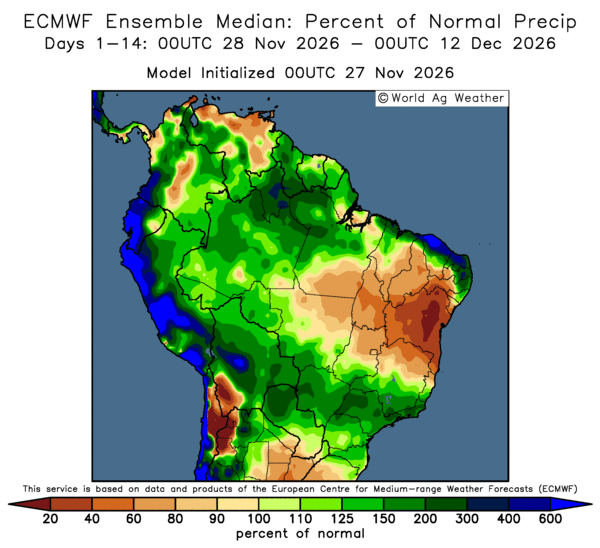 ECMWF Ensemble Median: Percent of Normal Precip
Days 1–14: 00UTC 28 Nov 2026 – 00UTC 12 Dec 2026
Model Initialized 00UTC 27 Nov 2026
© World Ag Weather
This service is based on data and products of the European Centre for Medium-range Weather Forecasts (ECMWF)
20 40 60 80 90 100 110 125 150 200 300 400 600
percent of normal